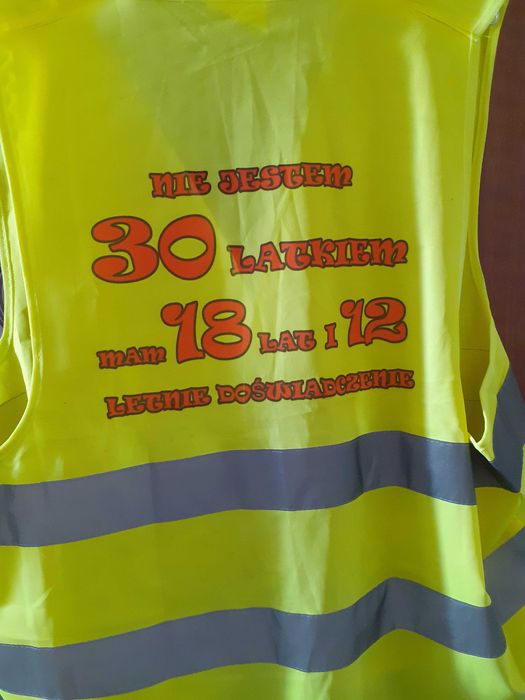 NIE JESTEM
30 LATKIEM
MAM 18 LAT I 12
LETNIE DOŚWIADCZENIE